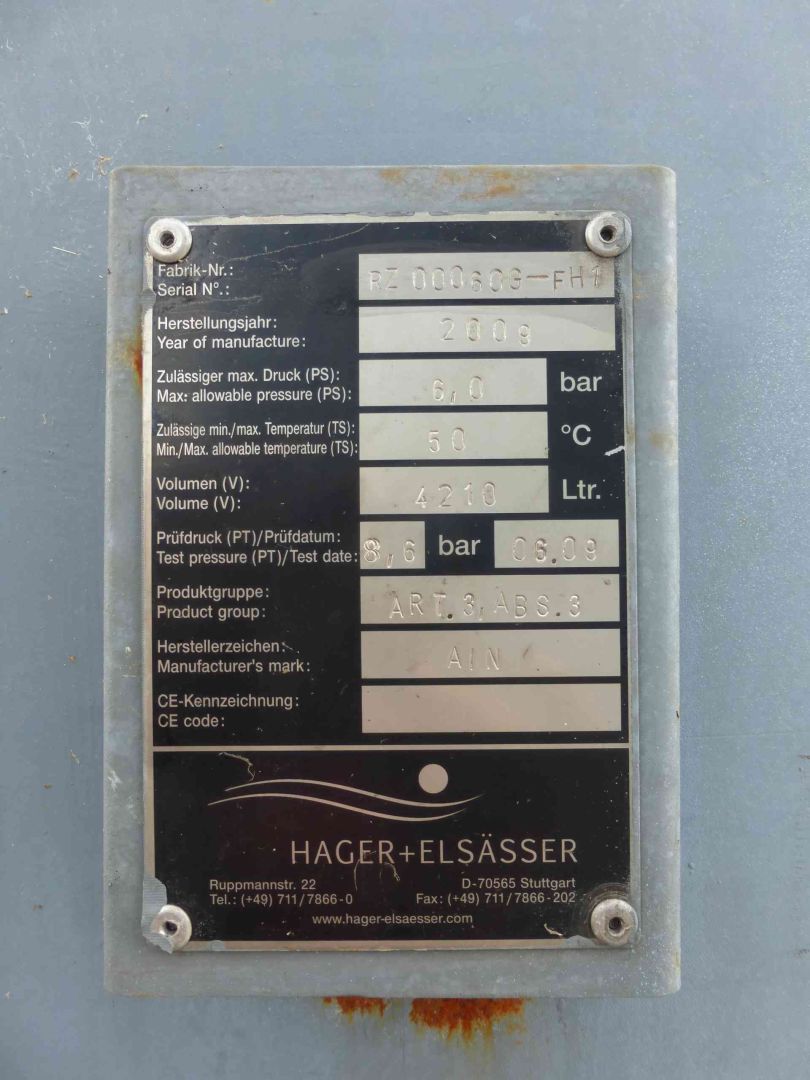 Fabrik-Nr.:
Serial N°.: RZ 000609-FH1
Herstellungsjahr:
Year of manufacture: 2009
Zulässiger max. Druck (PS):
Max: allowable pressure (PS): 6,0 bar
Zulässige min./max. Temperatur (TS):
Min./Max. allowable temperature (TS): 50 °C
Volumen (V):
Volume (V): 4210 Ltr.
Prüfdruck (PT)/Prüfdatum:
Test pressure (PT)/Test date: 8,6 bar 06.09
Produktgruppe:
Product group: ART.3, ABS.3
Herstellerzeichen:
Manufacturer's mark: A/N
CE-Kennzeichnung:
CE code:
HAGER+ELSÄSSER
Ruppmannstr. 22 D-70565 Stuttgart
Tel.: (+49) 711/7866-0 Fax: (+49) 711/7866-202
www.hager-elsaesser.com